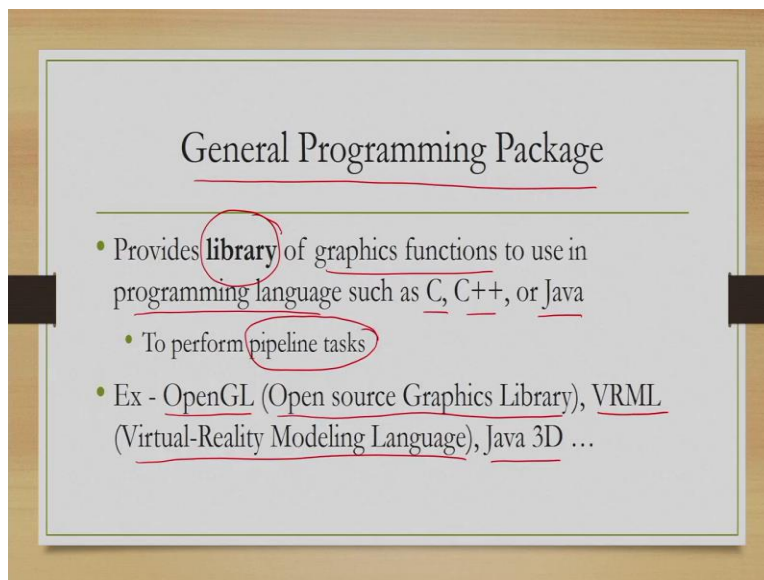 General Programming Package
• Provides library of graphics functions to use in
programming language such as C, C++, or Java
• To perform pipeline tasks
• Ex - OpenGL (Open source Graphics Library), VRML
(Virtual-Reality Modeling Language), Java 3D ...